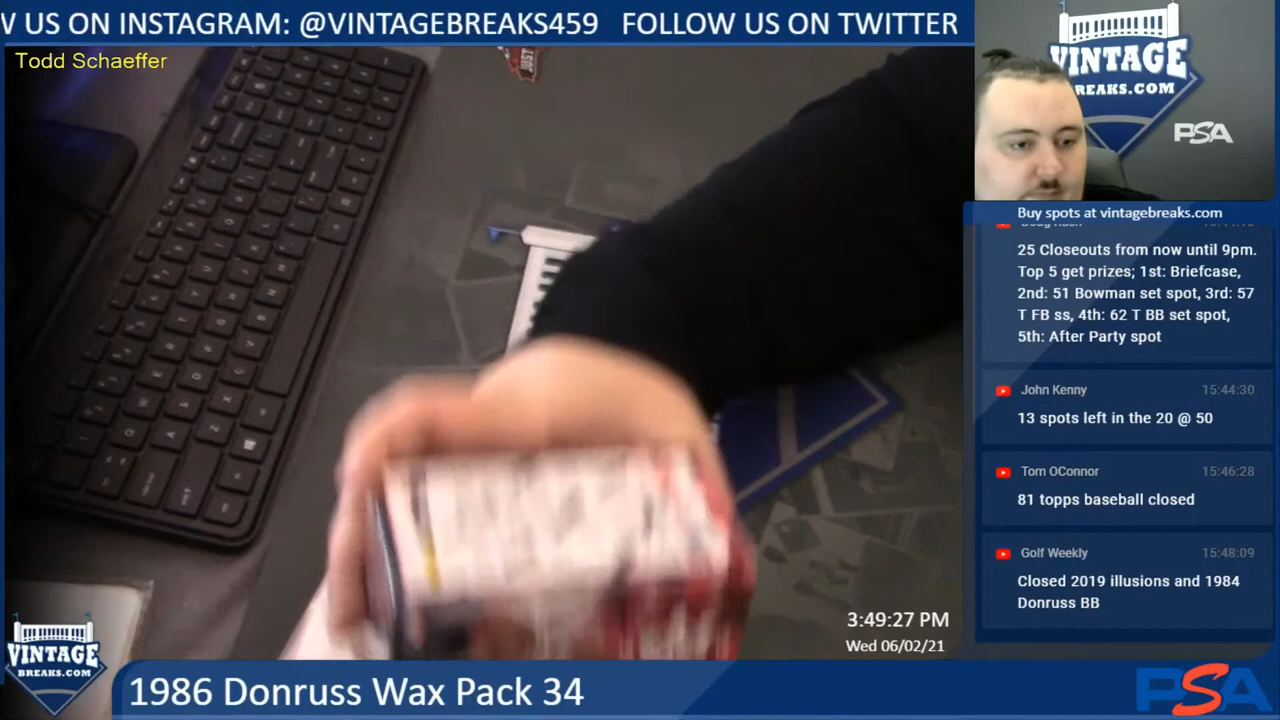 V US ON INSTAGRAM: @VINTAGEBREAKS459 FOLLOW US ON TWITTER
Todd Schaeffer
VINTAGE
BREAKS.COM
PSA
Buy spots at vintagebreaks.com
25 Closeouts from now until 9pm.
Top 5 get prizes; 1st: Briefcase,
2nd: 51 Bowman set spot, 3rd: 57
T FB ss, 4th: 62 T BB set spot,
5th: After Party spot
John Kenny 15:44:30
13 spots left in the 20 @ 50
Tom OConnor 15:46:28
81 topps baseball closed
Golf Weekly 15:48:09
Closed 2019 illusions and 1984
Donruss BB
3:49:27 PM
Wed 06/02/21
VINTAGE
BREAKS.COM
1986 Donruss Wax Pack 34
PSA